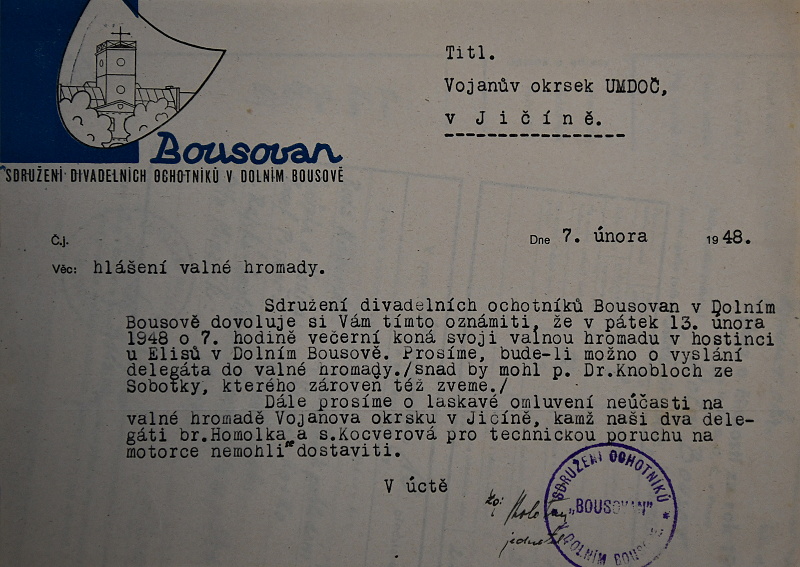 Titl.
Vojanův okrsek UMDOČ,
v Jičíně.
Bousovan
SDRUŽENÍ DIVADELNÍCH OCHOTNÍKŮ V DOLNÍM BOUSOVĚ
Č.j.
Dne 7. února 1948.
Věc: hlášení valné hromady.
Sdružení divadelních ochotníků Bousovan v Dolním
Bousově dovoluje si Vám tímto oznámiti, že v pátek 13. února
1948 o 7. hodině večerní koná svoji valnou hromadu v hostinci
u Elisů v Dolním Bousově. Prosíme, bude-li možno o vyslání
delegáta do valné hromady./snad by mohl p. Dr.Knobloch ze
Sobotky, kterého zároveň též zveme./
Dále prosíme o laskavé omluvení neúčasti na
valné hromadě Vojanova okrsku v Jičíně, kamž naši dva dele-
gáti br.Homolka a s.Kocverová pro technickou poruchu na
motorce nemohli se dostaviti.
V úctě
SDRUŽENÍ OCHOTNÍKŮ
"BOUSOVAN"
DOLNÍM